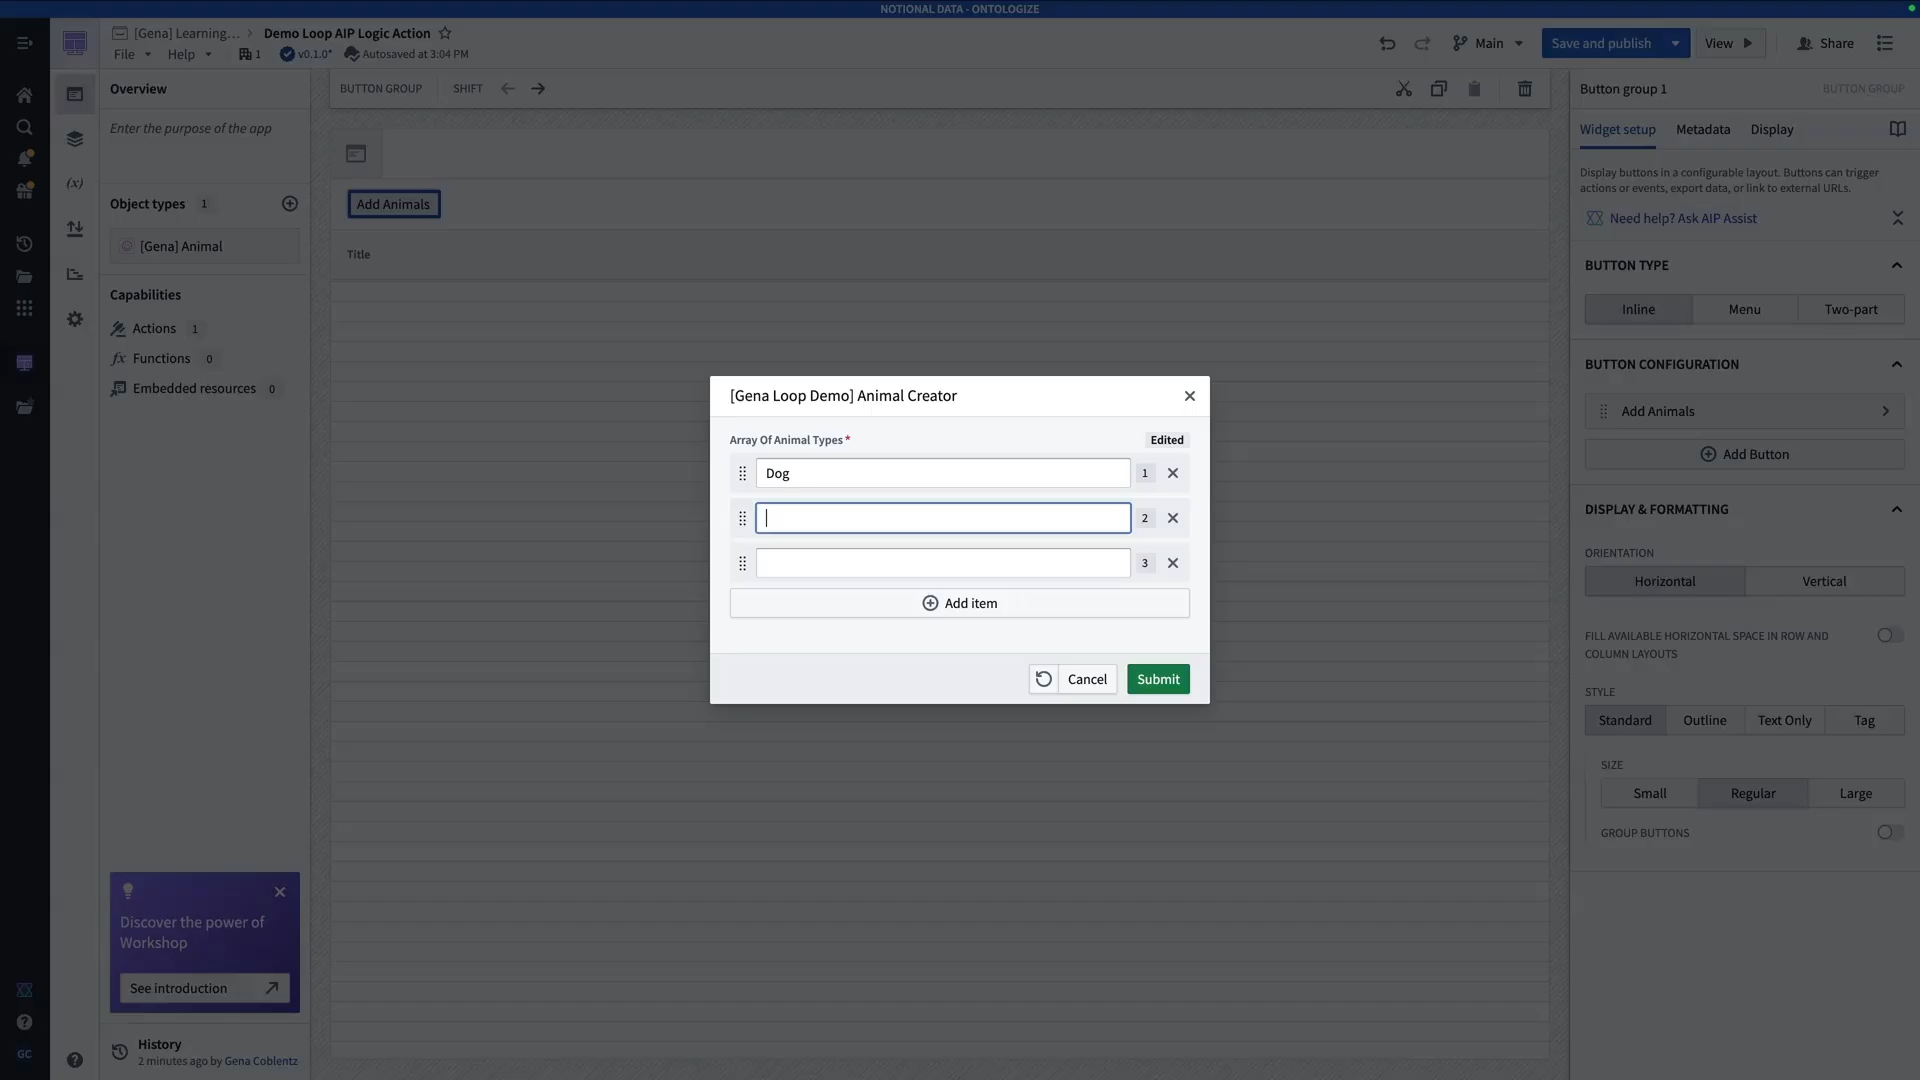 NOTIONAL DATA - ONTOLOGIZE
[Gena] Learning... > Demo Loop AIP Logic Action
File Help 1 v0.1.0* Autosaved at 3:04 PM
Main Save and publish View Share
Overview
Enter the purpose of the app
Object types 1
[Gena] Animal
Capabilities
Actions 1
fx Functions 0
Embedded resources 0
(x)
Discover the power of
Workshop
See introduction
History
2 minutes ago by Gena Coblentz
GC
BUTTON GROUP SHIFT
Add Animals
Title
[Gena Loop Demo] Animal Creator
Array Of Animal Types* Edited
Dog 1
2
3
Add item
Cancel Submit
Button group 1 BUTTON GROUP
Widget setup Metadata Display
Display buttons in a configurable layout. Buttons can trigger
actions or events, export data, or link to external URLs.
Need help? Ask AIP Assist
BUTTON TYPE
Inline Menu Two-part
BUTTON CONFIGURATION
Add Animals
Add Button
DISPLAY & FORMATTING
ORIENTATION
Horizontal Vertical
FILL AVAILABLE HORIZONTAL SPACE IN ROW AND
COLUMN LAYOUTS
STYLE
Standard Outline Text Only Tag
SIZE
Small Regular Large
GROUP BUTTONS